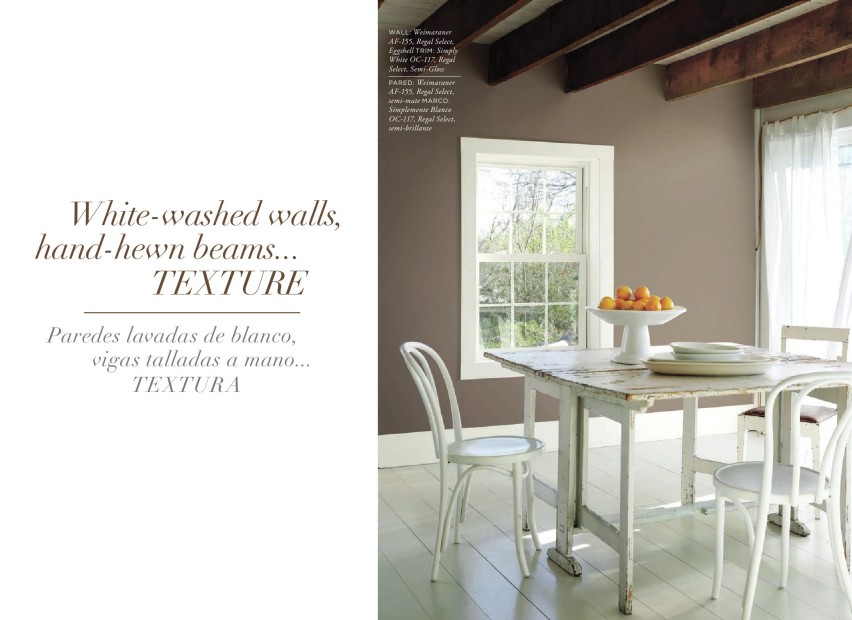 White-washed walls,
hand-hewn beams...
TEXTURE
Paredes lavadas de blanco,
vigas talladas a mano...
TEXTURA
WALL: Weimaraner
AF-155, Regal Select,
Eggshell TRIM: Simply
White OC-117, Regal
Select, Semi-Gloss
PARED: Weimaraner
AF-155, Regal Select,
semi-mate MARCO:
Simplemente Blanco
OC-117, Regal Select,
semi-brillante